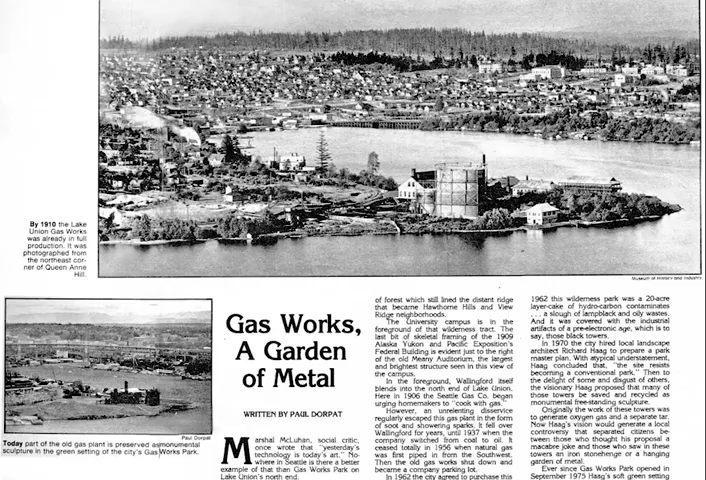 By 1910 the Lake
Union Gas Works
was already in full
production. It was
photographed from
the northeast cor-
ner of Queen Anne
Hill.
Museum of History and Industry
Paul Dorpat
Today part of the old gas plant is preserved as monumental
sculpture in the green setting of the city's Gas Works Park.
Gas Works,
A Garden
of Metal
WRITTEN BY PAUL DORPAT
Marshal McLuhan, social critic,
once wrote that "yesterday's
technology is today's art." No-
where in Seattle is there a better
example of that than Gas Works Park on
Lake Union's north end.
of forest which still lined the distant ridge
that became Hawthorne Hills and View
Ridge neighborhoods.
The University campus is in the
foreground of that wilderness tract. The
last bit of skeletal framing of the 1909
Alaska Yukon and Pacific Exposition's
Federal Building is evident just to the right
of the old Meany Auditorium, the largest
and brightest structure seen in this view of
the campus.
In the foreground, Wallingford itself
blends into the north end of Lake Union.
Here in 1906 the Seattle Gas Co. began
urging homemakers to "cook with gas."
However, an unrelenting disservice
regularly escaped this gas plant in the form
of soot and showering sparks. It fell over
Wallingford for years, until 1937 when the
company switched from coal to oil. It
ceased totally in 1956 when natural gas
was first piped in from the Southwest.
Then the old gas works shut down and
became a company parking lot.
In 1962 the city agreed to purchase this
1962 this wilderness park was a 20-acre
layer-cake of hydro-carbon contaminates
. . . a slough of lampblack and oily wastes.
And it was covered with the industrial
artifacts of a pre-electronic age, which is to
say, those black towers.
In 1970 the city hired local landscape
architect Richard Haag to prepare a park
master plan. With atypical understatement,
Haag concluded that, "the site resists
becoming a conventional park." Then to
the delight of some and disgust of others,
the visionary Haag proposed that many of
those towers be saved and recycled as
monumental free-standing sculpture.
Originally the work of these towers was
to generate oxygen gas and a separate tar.
Now Haag's vision would generate a local
controversy that separated citizens be-
tween those who thought his proposal a
macabre joke and those who saw in these
towers an iron stonehenge or a hanging
garden of metal.
Ever since Gas Works Park opened in
September 1975 Haag's soft green setting